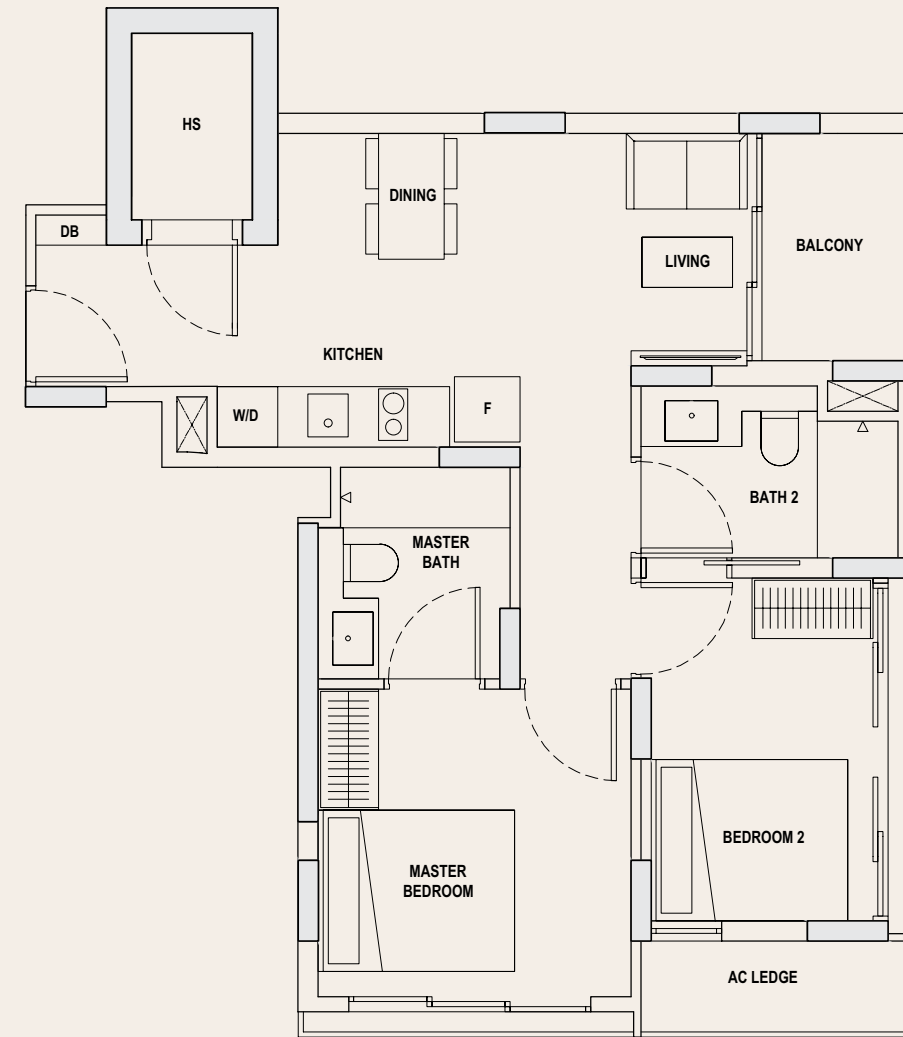 HS
DINING
DB
BALCONY
LIVING
KITCHEN
W/D
F
BATH 2
MASTER
BATH
BEDROOM 2
MASTER
BEDROOM
AC LEDGE